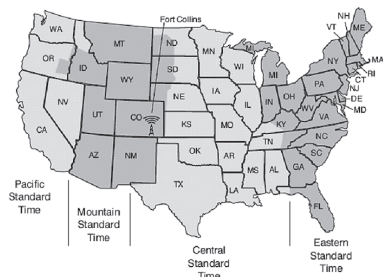 Fort Collins
WA
OR
CA
NV
ID
MT
WY
UT
CO
AZ
NM
ND
SD
NE
KS
OK
TX
MN
IA
MO
AR
LA
WI
IL
MS
MI
IN
OH
KY
TN
AL
GA
FL
SC
NC
VA
WV
PA
NY
VT
NH
ME
MA
RI
CT
NJ
DE
MD
Pacific
Standard
Time
Mountain
Standard
Time
Central
Standard
Time
Eastern
Standard
Time